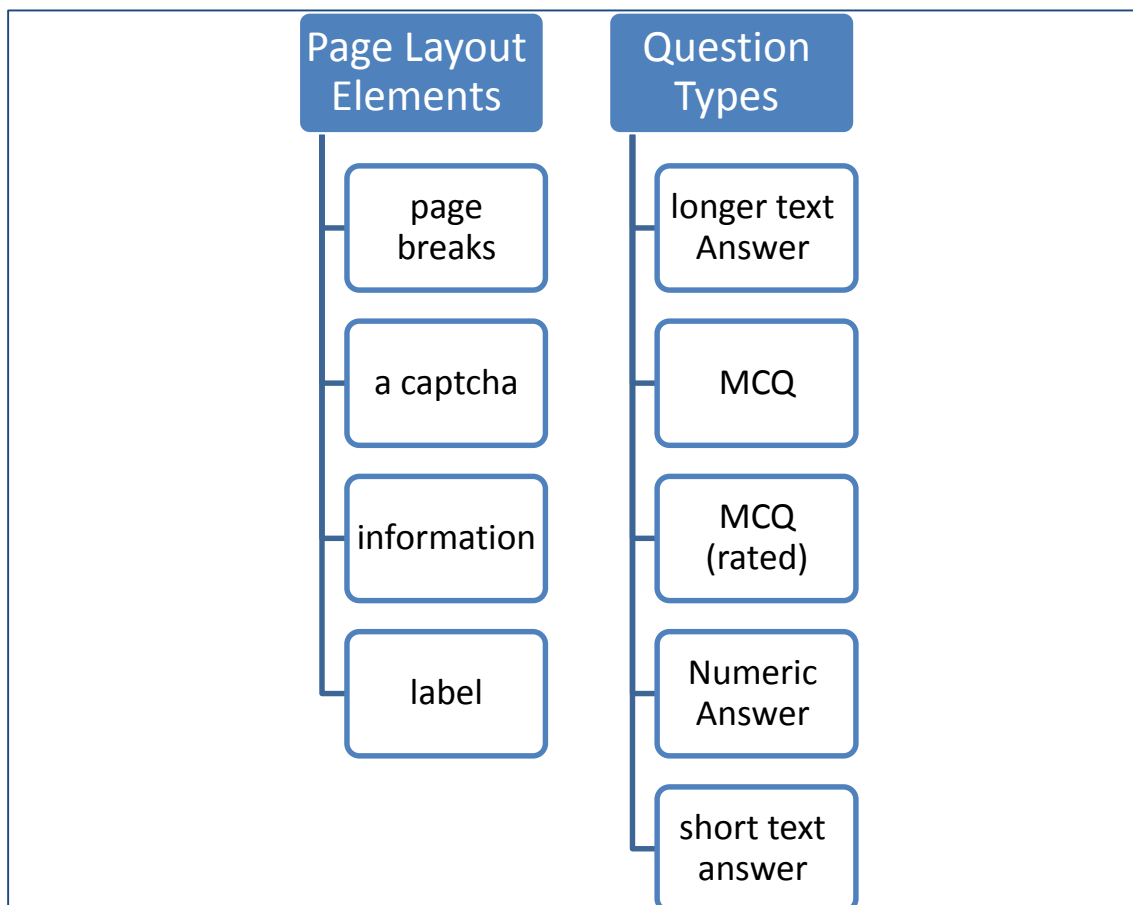 Page Layout
Elements
page
breaks
a captcha
information
label
Question
Types
longer text
Answer
MCQ
MCQ
(rated)
Numeric
Answer
short text
answer